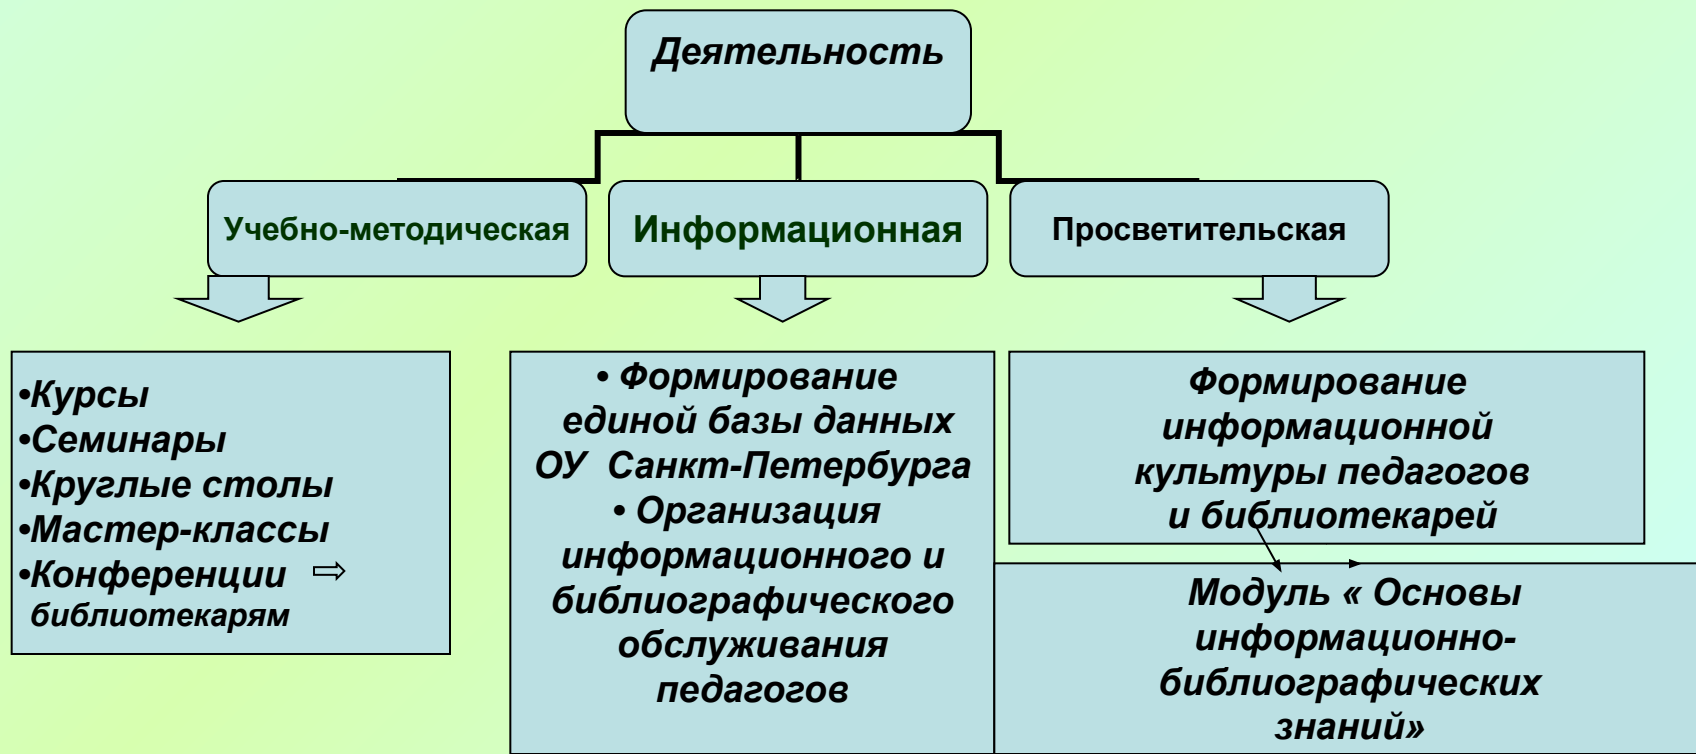 Деятельность
Учебно-методическая
Информационная
Просветительская
•Курсы
•Семинары
•Круглые столы
•Мастер-классы
•Конференции ⇨
библиотекарям
• Формирование
единой базы данных
ОУ Санкт-Петербурга
• Организация
информационного и
библиографического
обслуживания
педагогов
Формирование
информационной
культуры педагогов
и библиотекарей
Модуль « Основы
информационно-
библиографических
знаний»